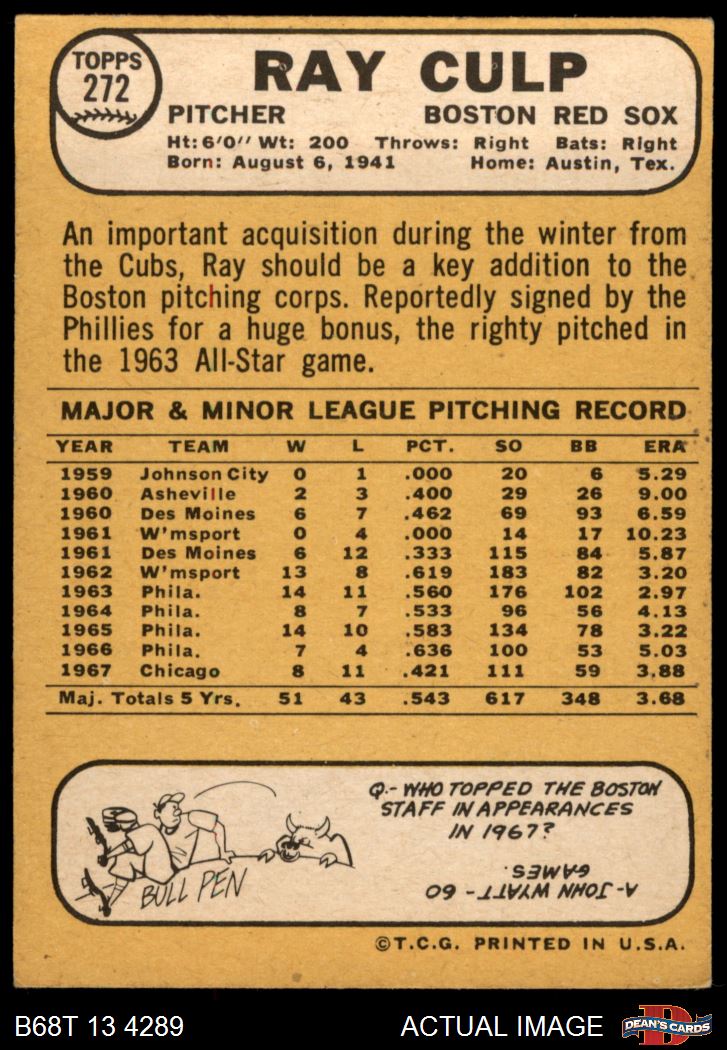 TOPPS
272
RAY CULP
PITCHER BOSTON RED SOX
Ht: 6'0" Wt: 200 Throws: Right Bats: Right
Born: August 6, 1941 Home: Austin, Tex.
An important acquisition during the winter from
the Cubs, Ray should be a key addition to the
Boston pitching corps. Reportedly signed by the
Phillies for a huge bonus, the righty pitched in
the 1963 All-Star game.
MAJOR & MINOR LEAGUE PITCHING RECORD
YEAR TEAM W L PCT. SO BB ERA
1959 Johnson City 0 1 .000 20 6 5.29
1960 Asheville 2 3 .400 29 26 9.00
1960 Des Moines 6 7 .462 69 93 6.59
1961 W'msport 0 4 .000 14 17 10.23
1961 Des Moines 6 12 .333 115 84 5.87
1962 W'msport 13 8 .619 183 82 3.20
1963 Phila. 14 11 .560 176 102 2.97
1964 Phila. 8 7 .533 96 56 4.13
1965 Phila. 14 10 .583 134 78 3.22
1966 Phila. 7 4 .636 100 53 5.03
1967 Chicago 8 11 .421 111 59 3.88
Maj. Totals 5 Yrs. 51 43 .543 617 348 3.68
BULL PEN
Q.- WHO TOPPED THE BOSTON
STAFF IN APPEARANCES
IN 1967?
A-JOHN WYATT - 60
GAMES.
©T.C.G. PRINTED IN U.S.A.
B68T 13 4289 ACTUAL IMAGE
D
DEAN'S CARDS